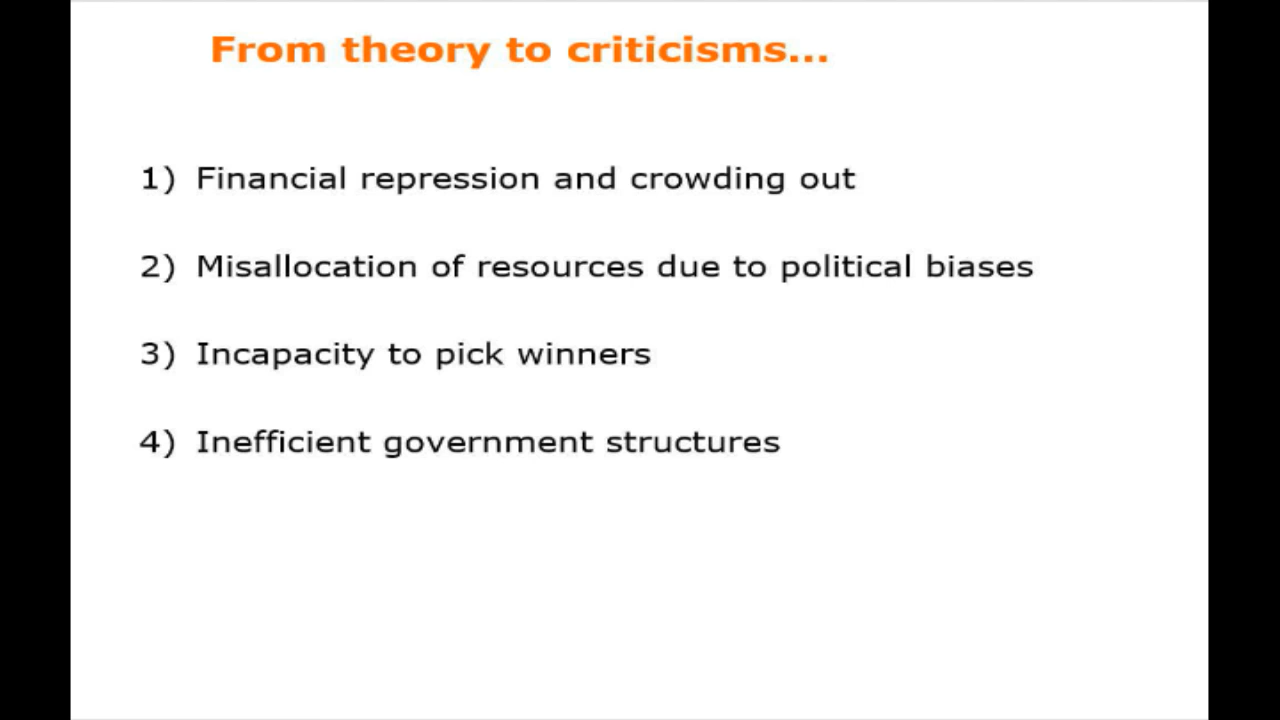 From theory to criticisms...
1) Financial repression and crowding out
2) Misallocation of resources due to political biases
3) Incapacity to pick winners
4) Inefficient government structures